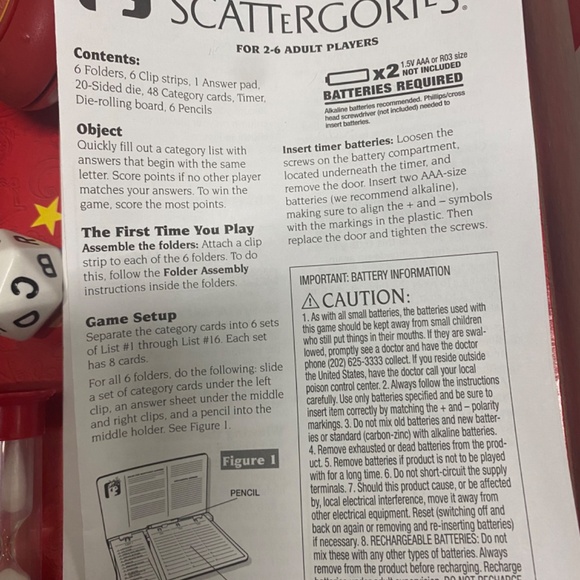 SCATTERGORIES®
FOR 2-6 ADULT PLAYERS
Contents:
6 Folders, 6 Clip strips, 1 Answer pad,
20-Sided die, 48 Category cards, Timer,
Die-rolling board, 6 Pencils
x2 1.5V AAA or R03 size
NOT INCLUDED
BATTERIES REQUIRED
Alkaline batteries recommended. Phillips/cross
head screwdriver (not included) needed to
insert batteries.
Object
Quickly fill out a category list with
answers that begin with the same
letter. Score points if no other player
matches your answers. To win the
game, score the most points.
The First Time You Play
Assemble the folders: Attach a clip
strip to each of the 6 folders. To do
this, follow the Folder Assembly
instructions inside the folders.
Game Setup
Separate the category cards into 6 sets
of List #1 through List #16. Each set
has 8 cards.
For all 6 folders, do the following: slide
a set of category cards under the left
clip, an answer sheet under the middle
and right clips, and a pencil into the
middle holder. See Figure 1.
Figure 1
PENCIL
Insert timer batteries: Loosen the
screws on the battery compartment,
located underneath the timer, and
remove the door. Insert two AAA-size
batteries (we recommend alkaline),
making sure to align the + and – symbols
with the markings in the plastic. Then
replace the door and tighten the screws.
IMPORTANT: BATTERY INFORMATION
CAUTION:
1. As with all small batteries, the batteries used with
this game should be kept away from small children
who still put things in their mouths. If they are swal-
lowed, promptly see a doctor and have the doctor
phone (202) 625-3333 collect. If you reside outside
the United States, have the doctor call your local
poison control center. 2. Always follow the instructions
carefully. Use only batteries specified and be sure to
insert item correctly by matching the + and – polarity
markings. 3. Do not mix old batteries and new batter-
ies or standard (carbon-zinc) with alkaline batteries.
4. Remove exhausted or dead batteries from the prod-
uct. 5. Remove batteries if product is not to be played
with for a long time. 6. Do not short-circuit the supply
terminals. 7. Should this product cause, or be affected
by, local electrical interference, move it away from
other electrical equipment. Reset (switching off and
back on again or removing and re-inserting batteries)
if necessary. 8. RECHARGEABLE BATTERIES: Do not
mix these with any other types of batteries. Always
remove from the product before recharging. Recharge
B
C
D
R